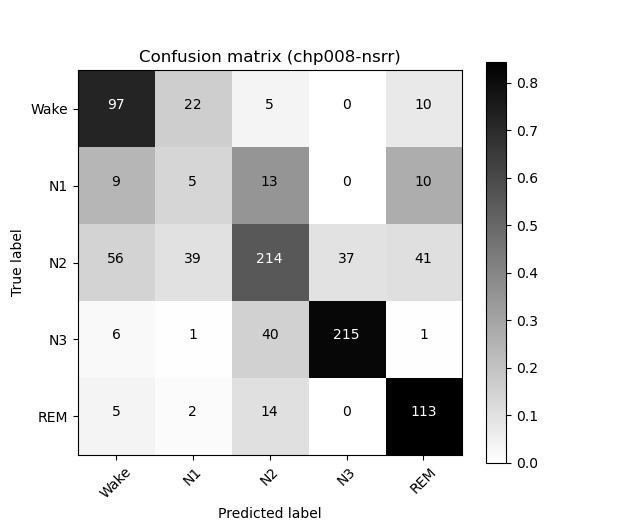 Confusion matrix (chp008-nsrr)
True label
Wake 97 22 5 0 10
N1 9 5 13 0 10
N2 56 39 214 37 41
N3 6 1 40 215 1
REM 5 2 14 0 113
Wake N1 N2 N3 REM
Predicted label
0.8
0.7
0.6
0.5
0.4
0.3
0.2
0.1
0.0